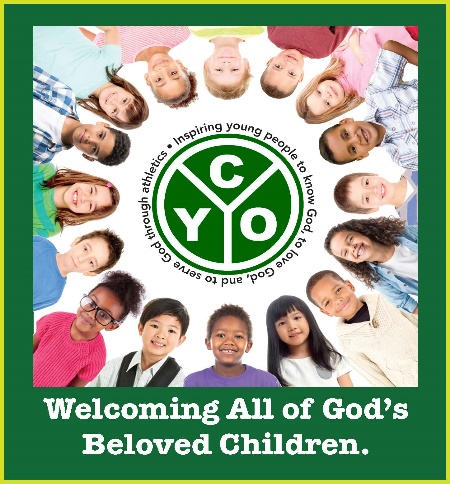 Inspiring young people to know God, to love God, and to serve God through athletics •
C
Y O
Welcoming All of God's
Beloved Children.